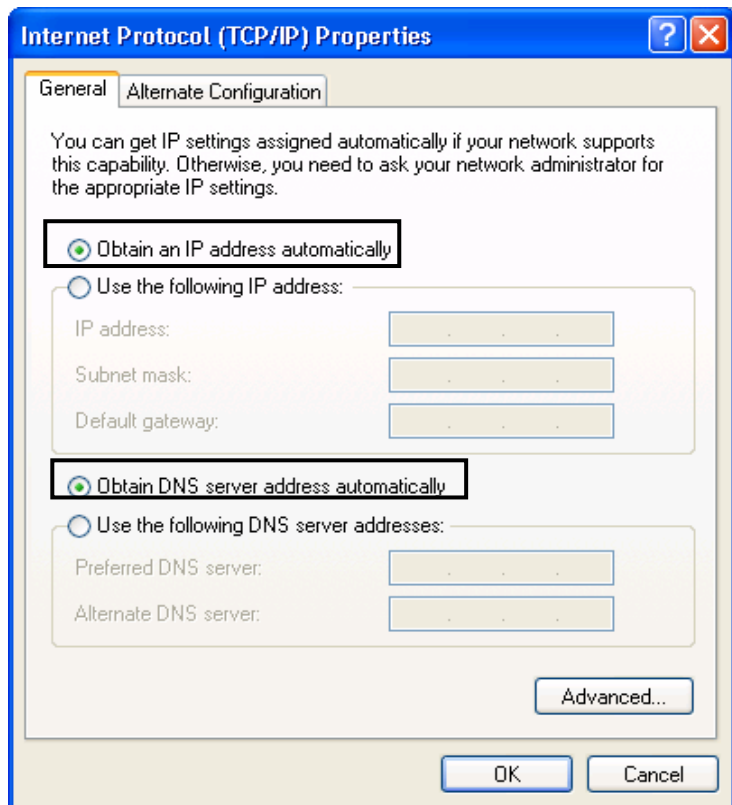 Internet Protocol (TCP/IP) Properties
General
Alternate Configuration
You can get IP settings assigned automatically if your network supports
this capability. Otherwise, you need to ask your network administrator for
the appropriate IP settings.
Obtain an IP address automatically
Use the following IP address:
IP address:
Subnet mask:
Default gateway:
Obtain DNS server address automatically
Use the following DNS server addresses:
Preferred DNS server:
Alternate DNS server:
Advanced...
OK
Cancel